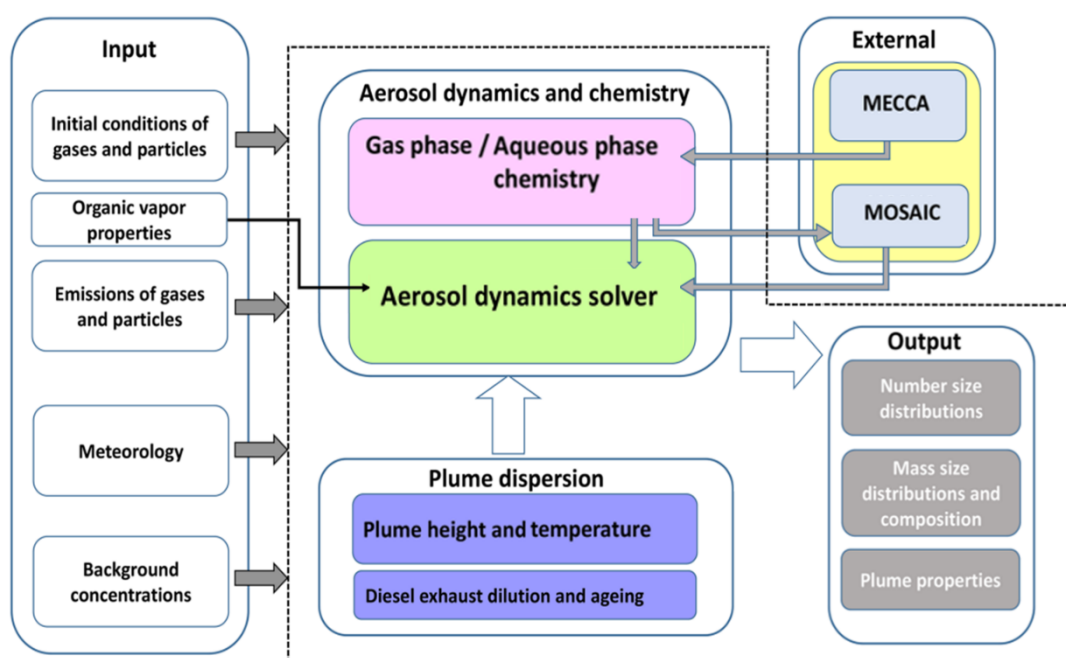 Input
Initial conditions of
gases and particles
Organic vapor
properties
Emissions of gases
and particles
Meteorology
Background
concentrations
Aerosol dynamics and chemistry
Gas phase / Aqueous phase
chemistry
Aerosol dynamics solver
Plume dispersion
Plume height and temperature
Diesel exhaust dilution and ageing
External
MECCA
MOSAIC
Output
Number size
distributions
Mass size
distributions and
composition
Plume properties